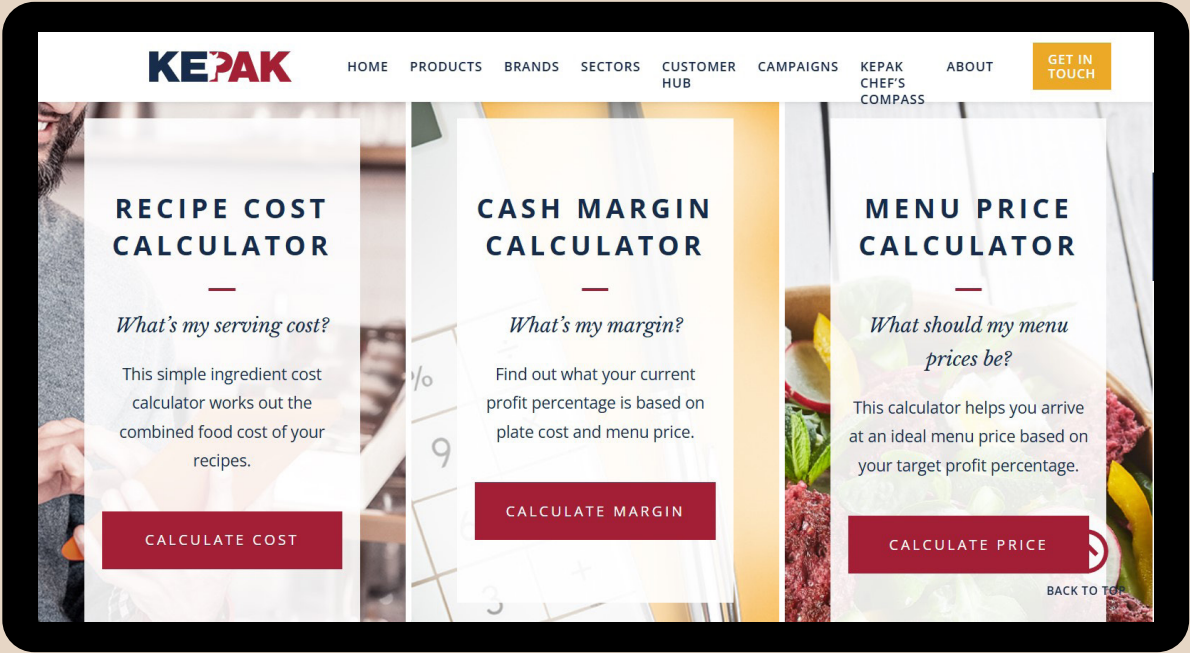 KEPAK
HOME PRODUCTS BRANDS SECTORS CUSTOMER HUB CAMPAIGNS KEPAK CHEF'S COMPASS ABOUT
GET IN
TOUCH
RECIPE COST
CALCULATOR
What's my serving cost?
This simple ingredient cost
calculator works out the
combined food cost of your
recipes.
CALCULATE COST
CASH MARGIN
CALCULATOR
What's my margin?
Find out what your current
profit percentage is based on
plate cost and menu price.
CALCULATE MARGIN
%
9
3
+
MENU PRICE
CALCULATOR
What should my menu
prices be?
This calculator helps you arrive
at an ideal menu price based on
your target profit percentage.
CALCULATE PRICE
BACK TO TOP